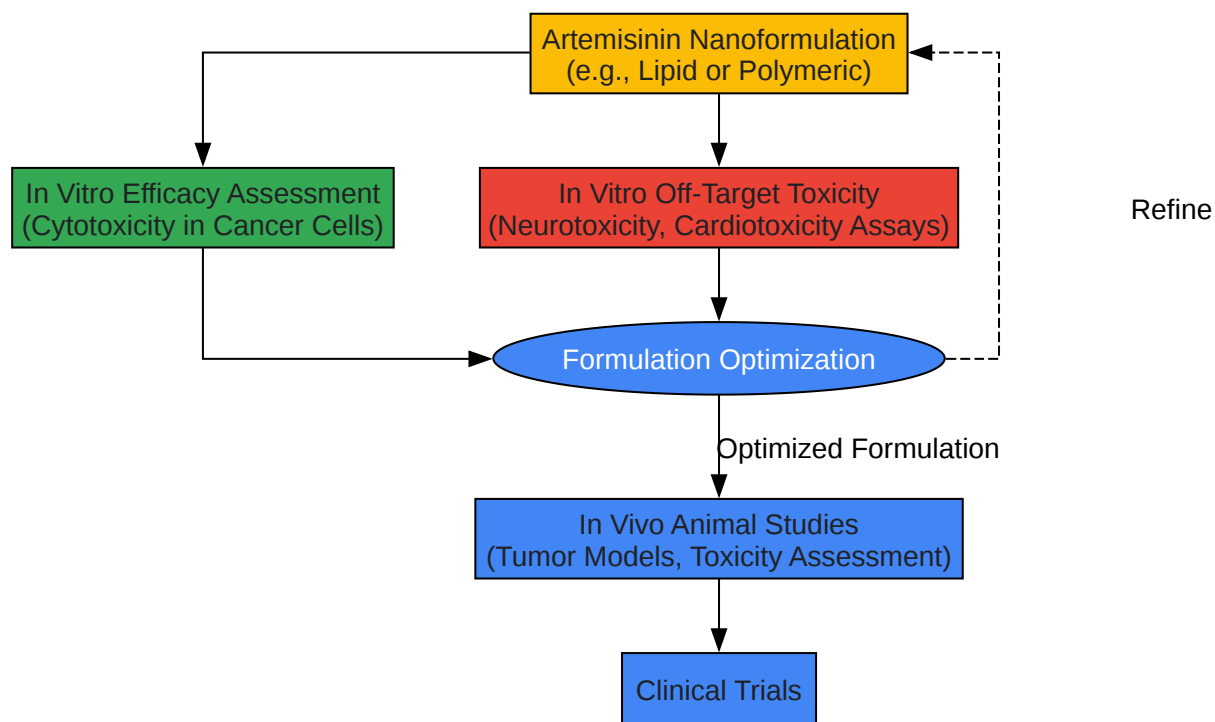 Artemisinin Nanoformulation
(e.g., Lipid or Polymeric)
In Vitro Efficacy Assessment
(Cytotoxicity in Cancer Cells)
In Vitro Off-Target Toxicity
(Neurotoxicity, Cardiotoxicity Assays)
Refine
Formulation Optimization
Optimized Formulation
In Vivo Animal Studies
(Tumor Models, Toxicity Assessment)
Clinical Trials